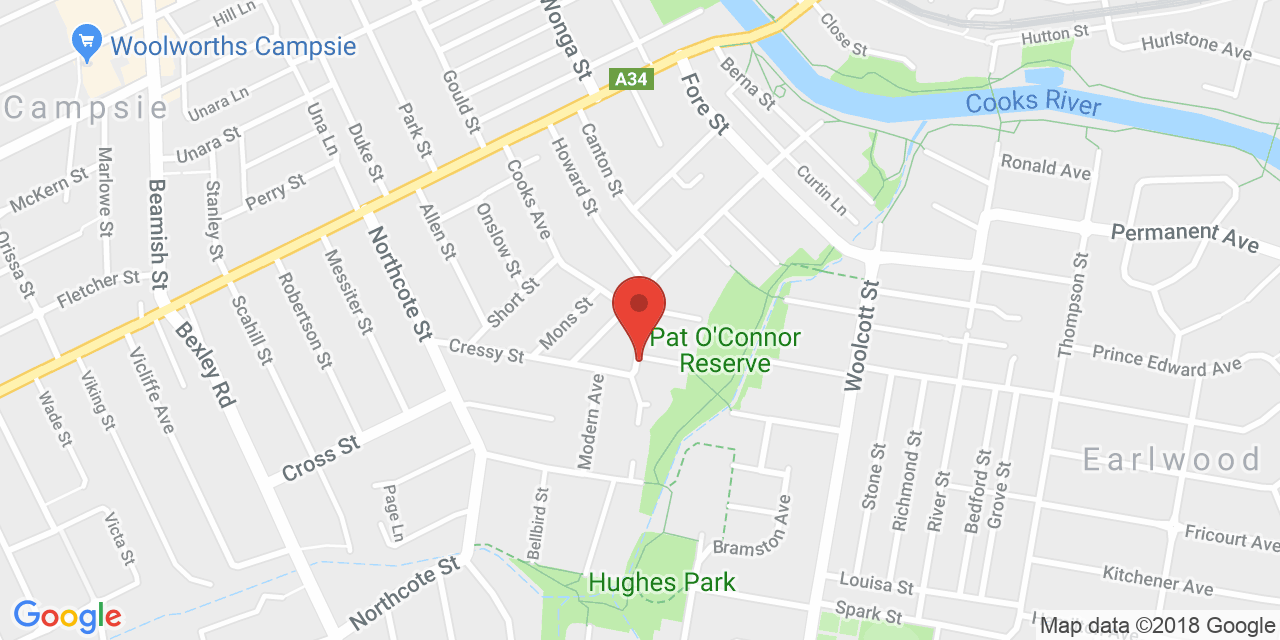 Hill Ln
Woolworths Campsie
Campsie
Unara Ln
Unara St
Una Ln
Duke St
Park St
Gould St
Wonga St
A34
Fore St
Berna St
Close St
Hutton St
Hurlstone Ave
Cooks River
McKern St
Marlowe St
Beamish St
Stanley St
Perry St
Howard St
Canton St
Curtin Ln
Ronald Ave
Permanent Ave
Orissa St
Fletcher St
Northcote St
Allen St
Onslow St
Cooks Ave
Short St
Mons St
Thompson St
Scahill St
Robertson St
Messiter St
Bexley Rd
Cressy St
Pat O'Connor
Reserve
Woolcott St
Prince Edward Ave
Wade St
Viking St
Vicliffe Ave
Cross St
Modern Ave
Stone St
Richmond St
River St
Bedford St
Grove St
Earlwood
Page Ln
Victa St
Bellbird St
Bramston Ave
Fricourt Ave
Hughes Park
Northcote St
Louisa St
Kitchener Ave
Spark St
Google
Map data ©2018 Google